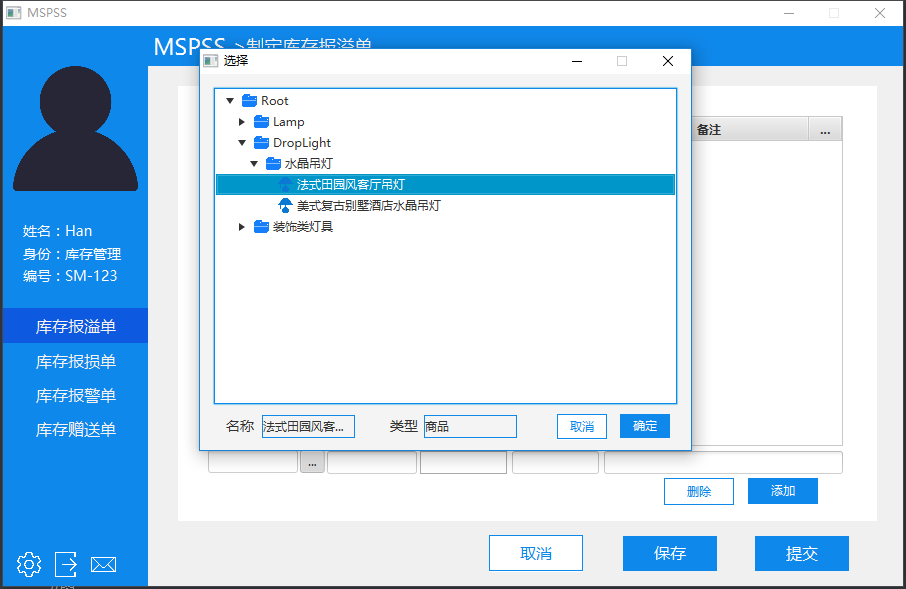 MSPSS
MSPSS ->制定库存报溢单
选择
Root
Lamp
DropLight
水晶吊灯
法式田园风客厅吊灯
美式复古别墅酒店水晶吊灯
装饰类灯具
名称 法式田园风客... 类型 商品 取消 确定
备注 ...
姓名：Han
身份：库存管理
编号：SM-123
库存报溢单
库存报损单
库存报警单
库存赠送单
...
删除 添加
取消 保存 提交